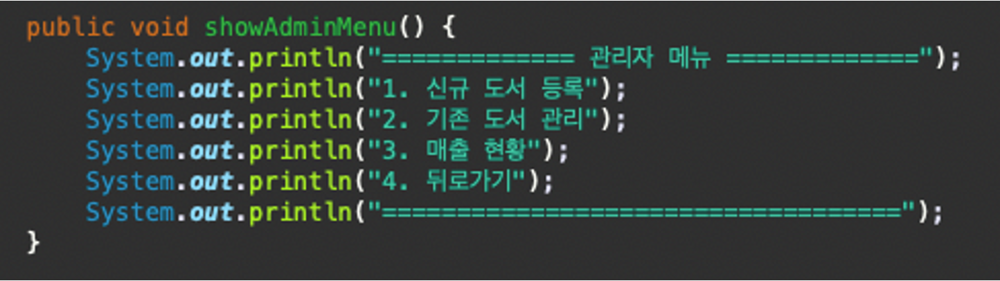 public void showAdminMenu() {
    System.out.println("============= 관리자 메뉴 =============");
    System.out.println("1. 신규 도서 등록");
    System.out.println("2. 기존 도서 관리");
    System.out.println("3. 매출 현황");
    System.out.println("4. 뒤로가기");
    System.out.println("===================================");
}